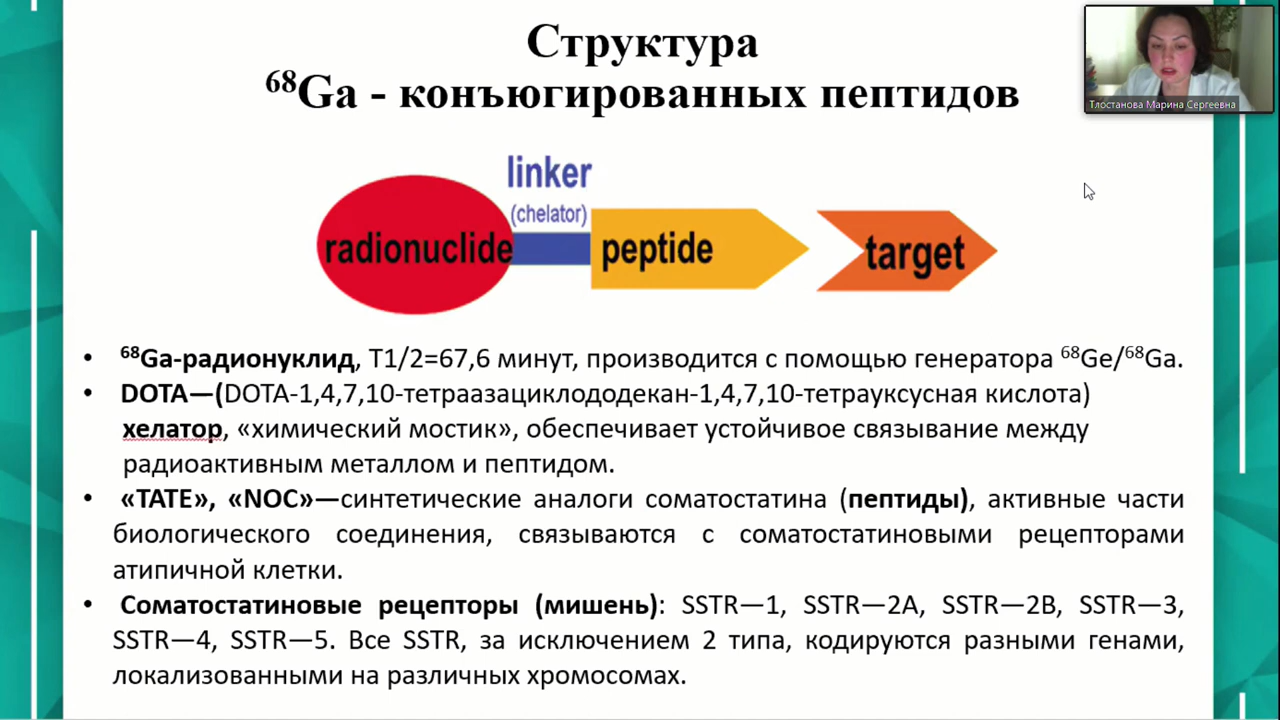 Структура
⁶⁸Ga - конъюгированных пептидов
Тлостанова Марина Сергеевна
linker
(chelator)
radionuclide
peptide
target
• ⁶⁸Ga-радионуклид, T1/2=67,6 минут, производится с помощью генератора ⁶⁸Ge/⁶⁸Ga.
• DOTA—(DOTA-1,4,7,10-тетраазациклододекан-1,4,7,10-тетрауксусная кислота)
хелатор, «химический мостик», обеспечивает устойчивое связывание между
радиоактивным металлом и пептидом.
• «TATE», «NOC»—синтетические аналоги соматостатина (пептиды), активные части
биологического соединения, связываются с соматостатиновыми рецепторами
атипичной клетки.
• Соматостатиновые рецепторы (мишень): SSTR—1, SSTR—2A, SSTR—2B, SSTR—3,
SSTR—4, SSTR—5. Все SSTR, за исключением 2 типа, кодируются разными генами,
локализованными на различных хромосомах.